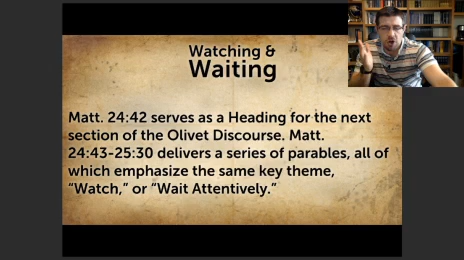 Watching &
Waiting
Matt. 24:42 serves as a Heading for the next
section of the Olivet Discourse. Matt.
24:43-25:30 delivers a series of parables, all of
which emphasize the same key theme,
“Watch,” or “Wait Attentively.”